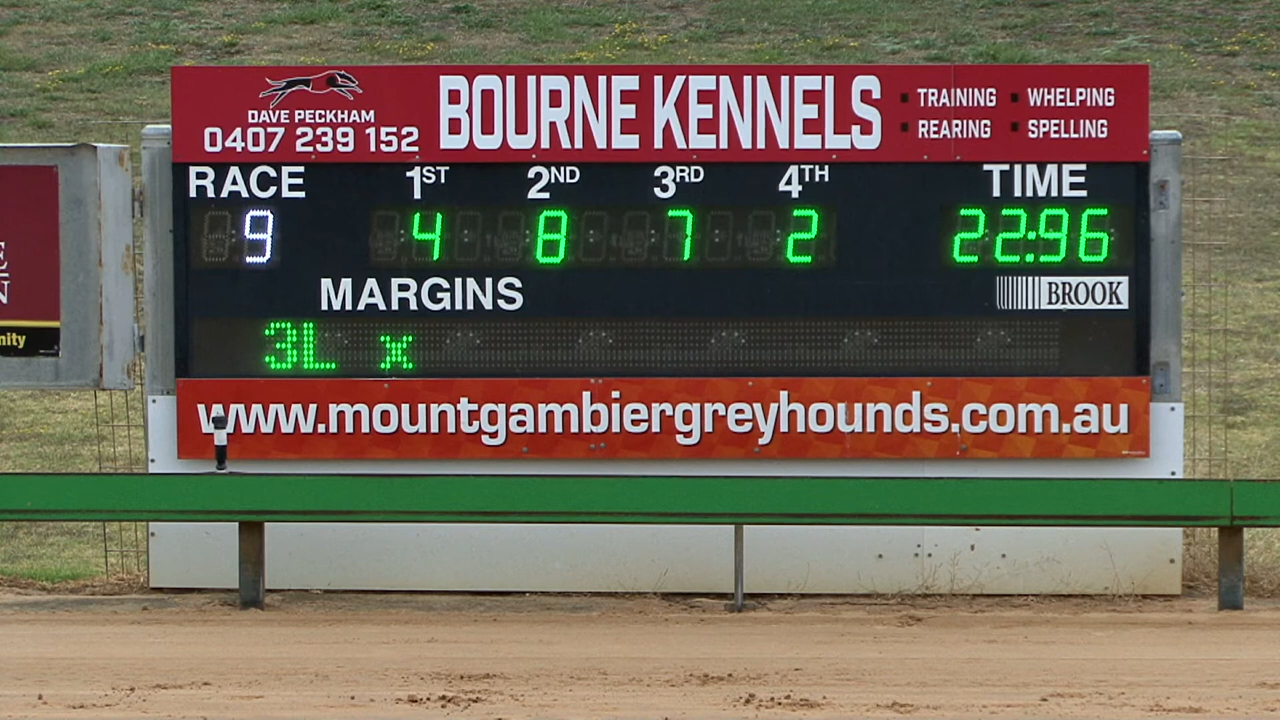 DAVE PECKHAM
0407 239 152
BOURNE KENNELS
TRAINING WHELPING
REARING SPELLING
RACE 1ST 2ND 3RD 4TH TIME
9 4 8 7 2 22:96
MARGINS
BROOK
3L x
www.mountgambiergreyhounds.com.au
E
N
nity